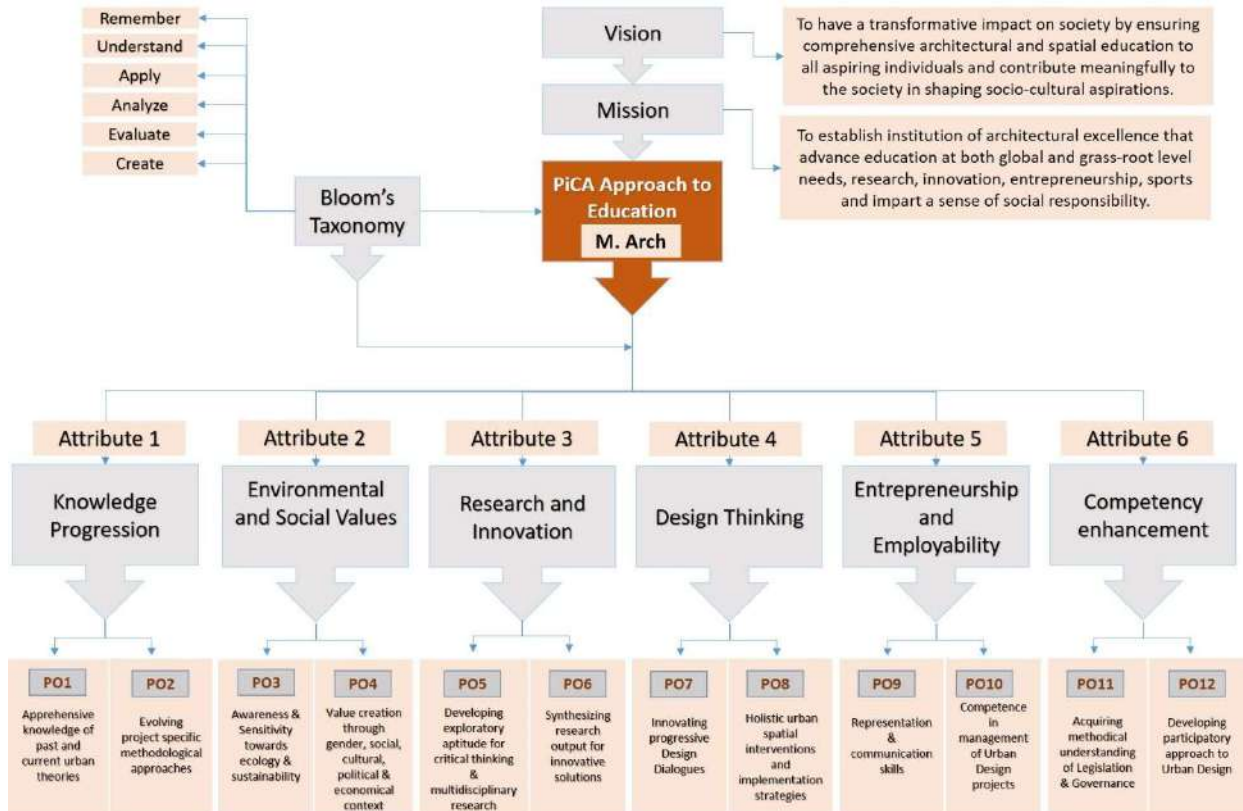 Remember
Understand
Apply
Analyze
Evaluate
Create
Bloom's
Taxonomy
Vision
Mission
PiCA Approach to
Education
M. Arch
To have a transformative impact on society by ensuring
comprehensive architectural and spatial education to
all aspiring individuals and contribute meaningfully to
the society in shaping socio-cultural aspirations.
To establish institution of architectural excellence that
advance education at both global and grass-root level
needs, research, innovation, entrepreneurship, sports
and impart a sense of social responsibility.
Attribute 1
Knowledge
Progression
Attribute 2
Environmental
and Social Values
Attribute 3
Research and
Innovation
Attribute 4
Design Thinking
Attribute 5
Entrepreneurship
and
Employability
Attribute 6
Competency
enhancement
PO1
Apprehensive
knowledge of
past and
current urban
theories
PO2
Evolving
project specific
methodological
approaches
PO3
Awareness &
Sensitivity
towards
ecology &
sustainability
PO4
Value creation
through
gender, social,
cultural,
political &
economical
context
PO5
Developing
exploratory
aptitude for
critical thinking
&
multidisciplinary
research
PO6
Synthesizing
research
output for
innovative
solutions
PO7
Innovating
progressive
Design
Dialogues
PO8
Holistic urban
spatial
interventions
and
implementation
strategies
PO9
Representation
&
communication
skills
PO10
Competence
in
management
of Urban
Design
projects
PO11
Acquiring
methodical
understanding
of Legislation
& Governance
PO12
Developing
participatory
approach to
Urban Design